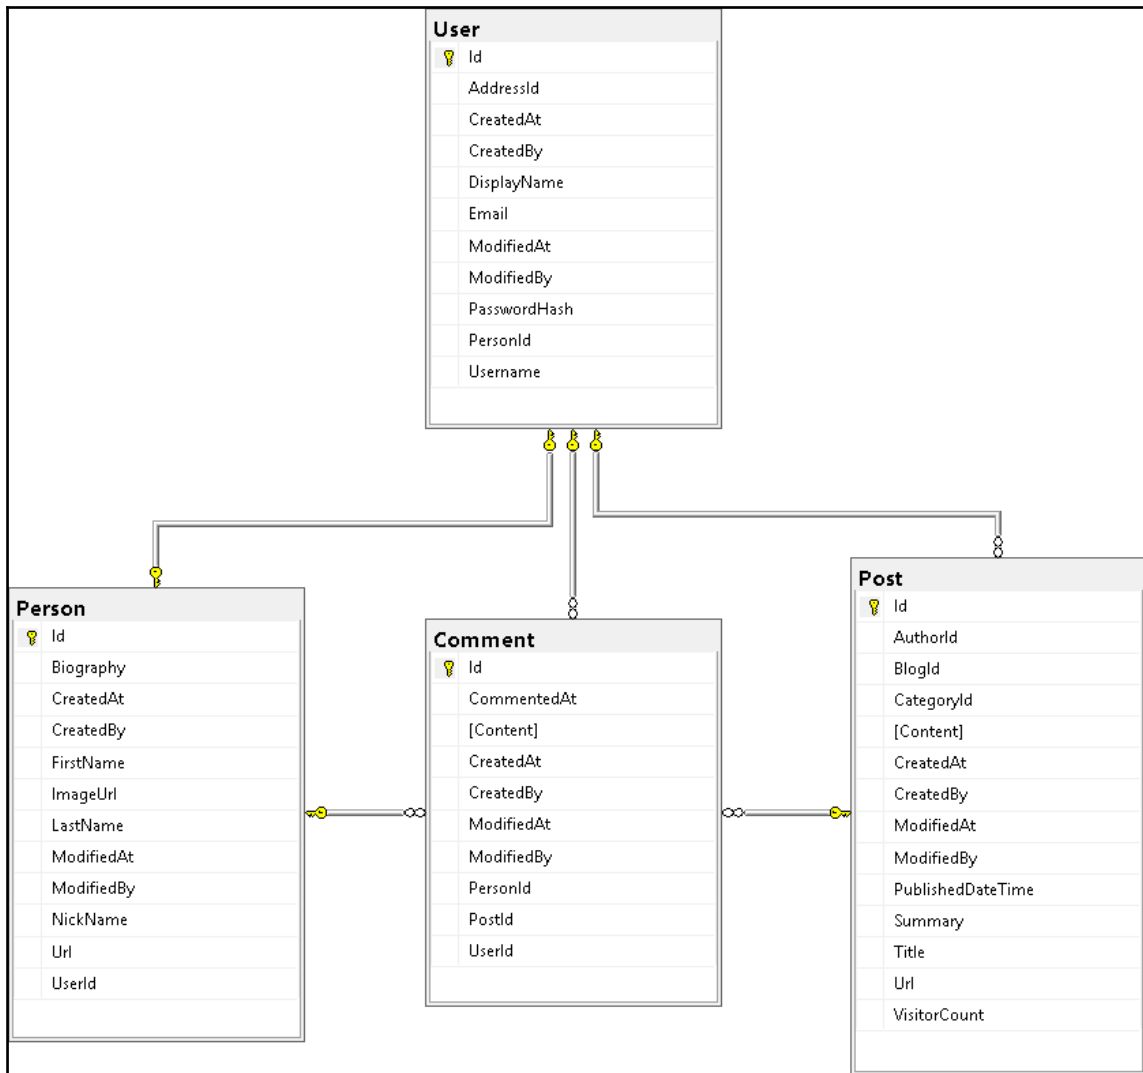 User
Id
AddressId
CreatedAt
CreatedBy
DisplayName
Email
ModifiedAt
ModifiedBy
PasswordHash
PersonId
Username
Person
Id
Biography
CreatedAt
CreatedBy
FirstName
ImageUrl
LastName
ModifiedAt
ModifiedBy
NickName
Url
UserId
Comment
Id
CommentedAt
[Content]
CreatedAt
CreatedBy
ModifiedAt
ModifiedBy
PersonId
PostId
UserId
Post
Id
AuthorId
BlogId
CategoryId
[Content]
CreatedAt
CreatedBy
ModifiedAt
ModifiedBy
PublishedDateTime
Summary
Title
Url
VisitorCount